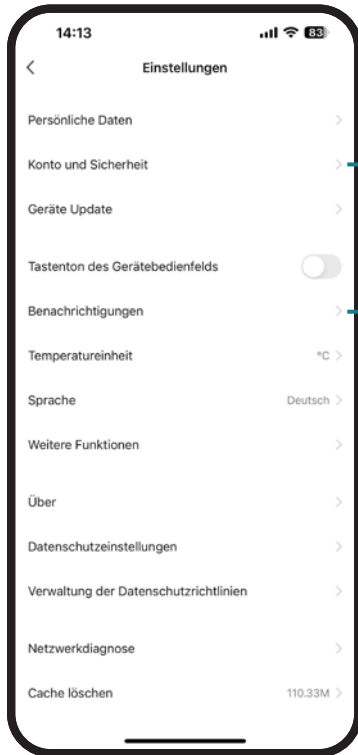 14:13 83
Einstellungen
Persönliche Daten
Konto und Sicherheit
Geräte Update
Tastenton des Gerätebedienfelds
Benachrichtigungen
Temperatureinheit °C
Sprache Deutsch
Weitere Funktionen
Über
Datenschutzeinstellungen
Verwaltung der Datenschutzrichtlinien
Netzwerkdiagnose
Cache löschen 110.33M